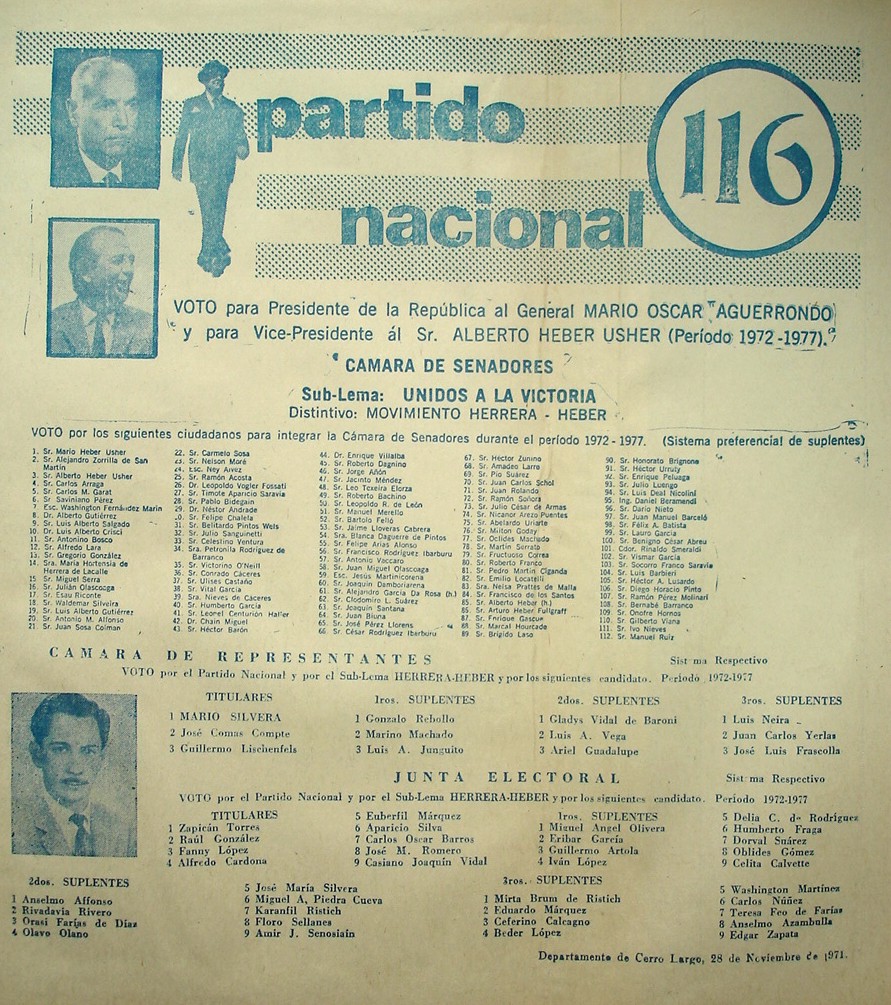 partido
nacional
116
VOTO para Presidente de la República al General MARIO OSCAR AGUERRONDO
y para Vice-Presidente ál Sr. ALBERTO HEBER USHER (Período 1972-1977).
CAMARA DE SENADORES
Sub-Lema: UNIDOS A LA VICTORIA
Distintivo: MOVIMIENTO HERRERA - HEBER
VOTO por los siguientes ciudadanos para integrar la Cámara de Senadores durante el período 1972-1977. (Sistema preferencial de suplentes)
1. Sr. Mario Heber Usher
2. Sr. Alejandro Zorrilla de San
Martín
3. Sr. Alberto Heber Usher
4. Sr. Carlos Arraga
5. Sr. Carlos M. Garat
6. Sr. Saviniano Pérez
7. Esc. Washington Fernández Marin
8. Dr. Alberto Gutiérrez
9. Sr. Luis Alberto Salgado
10. Dr. Luis Alberto Crisci
11. Sr. Antonino Bosco
12. Sr. Alfredo Lara
13. Sr. Gregorio González
14. Sra. María Hortensia de
Herrera de Lacalle
15. Sr. Miguel Serra
16. Sr. Julián Olascoaga
17. Sr. Esau Riconte
18. Sr. Waldemar Silveira
19. Sr. Luis Alberto Gutiérrez
20. Sr. Antonio M. Alfonso
21. Sr. Juan Sosa Colman
22. Sr. Carmelo Sosa
23. Sr. Nelson Moré
24. Esc. Ney Alvez
25. Sr. Ramón Acosta
26. Dr. Leopoldo Vogler Fossati
27. Sr. Timote Aparicio Saravia
28. Sr. Pablo Bidegain
29. Dr. Néstor Andrade
Sr. Felipe Chalela
31. Sr. Belisardo Pintos Wels
32. Sr. Julio Sanguinetti
33. Sr. Celestino Ventura
34. Sra. Petronila Rodríguez de
Barranco
35. Sr. Victorino O'Neill
36. Sr. Conrado Cáceres
37. Sr. Ulises Castaño
38. Sr. Vital García
39. Sra. Nieves de Cáceres
40. Sr. Humberto García
41. Sr. Leonel Centurión Haller
42. Dr. Chain Miguel
43. Sr. Héctor Barón
44. Dr. Enrique Villalba
45. Sr. Roberto Dagnino
46. Sr. Jorge Añón
47. Sr. Jacinto Méndez
48. Sr. Leo Texeira Elorza
49. Sr. Roberto Bachino
50. Sr. Leopoldo R. de León
51. Sr. Manuel Merello
52. Sr. Bartolo Felló
53. Sr. Jaime Lloveras Cabrera
54. Sra. Blanca Daguerre de Pintos
55. Sr. Felipe Arias Alonso
56. Sr. Francisco Rodríguez Ibarburu
57. Sr. Antonio Vaccaro
58. Sr. Juan Miguel Olascoaga
59. Esc. Jesús Martinicorena
60. Sr. Joaquín Damboriarena
61. Sr. Alejandro García Da Rosa (h.)
62. Sr. Clodomiro L. Suárez
63. Sr. Joaquín Santana
64. Sr. Juan Biuna
65. Sr. José Pérez Llorens
66. Sr. César Rodríguez Ibarburu
67. Sr. Héctor Zunino
68. Sr. Amadeo Larre
69. Sr. Pío Suárez
70. Sr. Juan Carlos Schol
71. Sr. Juan Rolando
72. Sr. Ramón Soñora
73. Sr. Julio César de Armas
74. Sr. Nicanor Arezo Puentes
75. Sr. Abelardo Uriarte
76. Sr. Milton Goday
77. Sr. Oclides Machado
78. Sr. Martín Serralo
79. Sr. Fructuoso Correa
80. Sr. Roberto Franco
81. Sr. Pedro Martín Ciganda
82. Sr. Emilio Locatelli
83. Sra. Nelsa Prattes de Malla
84. Sr. Francisco de los Santos
85. Sr. Alberto Hebar (h.)
86. Sr. Arturo Heber Fullgraff
87. Sr. Enrique Gascue
88. Sr. Marcal Hourcade
89. Sr. Brígido Laso
90. Sr. Honorato Brignone
91. Sr. Héctor Urruty
92. Sr. Enrique Peluaga
93. Sr. Julio Luengo
94. Sr. Luis Deal Nicolini
95. Ing. Daniel Beramendi
96. Sr. Darío Nieto
97. Sr. Juan Manuel Barceló
98. Sr. Félix A. Batista
99. Sr. Lauro García
100. Sr. Benigno César Abreu
101. Cdor. Rinaldo Smeraldi
102. Sr. Vismar García
103. Sr. Socorro Franco Saravia
104. Sr. Luis Barbieri
105. Sr. Héctor A. Lusardo
106. Sr. Diego Horacio Pinto
107. Sr. Ramón Pérez Molinari
108. Sr. Bernabé Barranco
109. Sr. Onofre Hornos
110. Sr. Gilberto Viana
111. Sr. Ivo Nieves
112. Sr. Manuel Ruiz
CAMARA DE REPRESENTANTES
Sist ma Respectivo
VOTO por el Partido Nacional y por el Sub-Lema HERRERA-HEBER y por los siguientes candidato. Periodo 1972-1977
TITULARES
1 MARIO SILVERA
2 José Comas Compte
3 Guillermo Lischenfels
1ros. SUPLENTES
1 Gonzalo Rebollo
2 Marino Machado
3 Luis A. Junguito
2dos. SUPLENTES
1 Gladys Vidal de Baroni
2 Luis A. Vega
3 Ariel Guadalupe
3ros. SUPLENTES
1 Luis Neira
2 Juan Carlos Yerlas
3 José Luis Frascolla
JUNTA ELECTORAL
Sist ma Respectivo
VOTO por el Partido Nacional y por el Sub-Lema HERRERA-HEBER y por los siguientes candidato. Período 1972-1977
TITULARES
1 Zapicán Torres
2 Raúl González
3 Fanny López
4 Alfredo Cardona
5 Euberfil Márquez
6 Aparicio Silva
7 Carlos Oscar Barros
8 José M. Romero
9 Casiano Joaquín Vidal
1ros. SUPLENTES
1 Miguel Angel Olivera
2 Eribar García
3 Guillermo Artola
4 Iván López
5 Delia C. de Rodríguez
6 Humberto Fraga
7 Dorval Suárez
8 Oblides Gómez
9 Celita Calvette
2dos. SUPLENTES
1 Anselmo Affonso
2 Rivadavia Rivero
3 Orasi Farías de Díaz
4 Olavo Olano
5 José María Silvera
6 Miguel A, Piedra Cueva
7 Karanfil Ristich
8 Floro Sellanes
9 Amir J. Senosiain
3ros. SUPLENTES
1 Mirta Brum de Ristich
2 Eduardo Márquez
3 Ceferino Calcagno
4 Beder López
5 Washington Martínez
6 Carlos Núñez
7 Teresa Feo de Farías
8 Anselmo Azambulla
9 Edgar Zapata
Departamento de Cerro Largo, 28 de Noviembre de 1971.